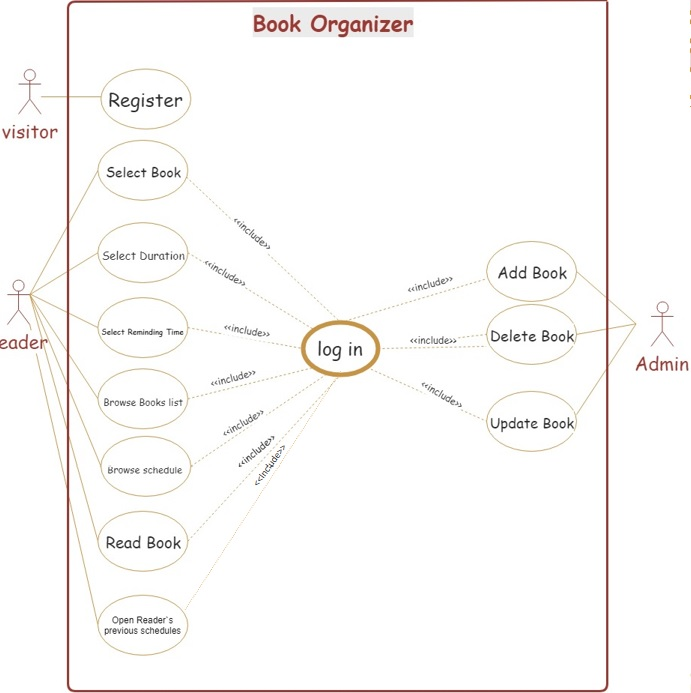 Book Organizer
visitor
Register
Select Book
<<include>>
Select Duration
<<include>>
<<include>>
Add Book
eader
Select Reminding Time
<<include>>
log in
<<include>>
Delete Book
Admin
Browse Books list
<<include>>
<<include>>
Update Book
Browse schedule
<<include>>
Read Book
<<include>>
<<Include>>
Open Reader's
previous schedules